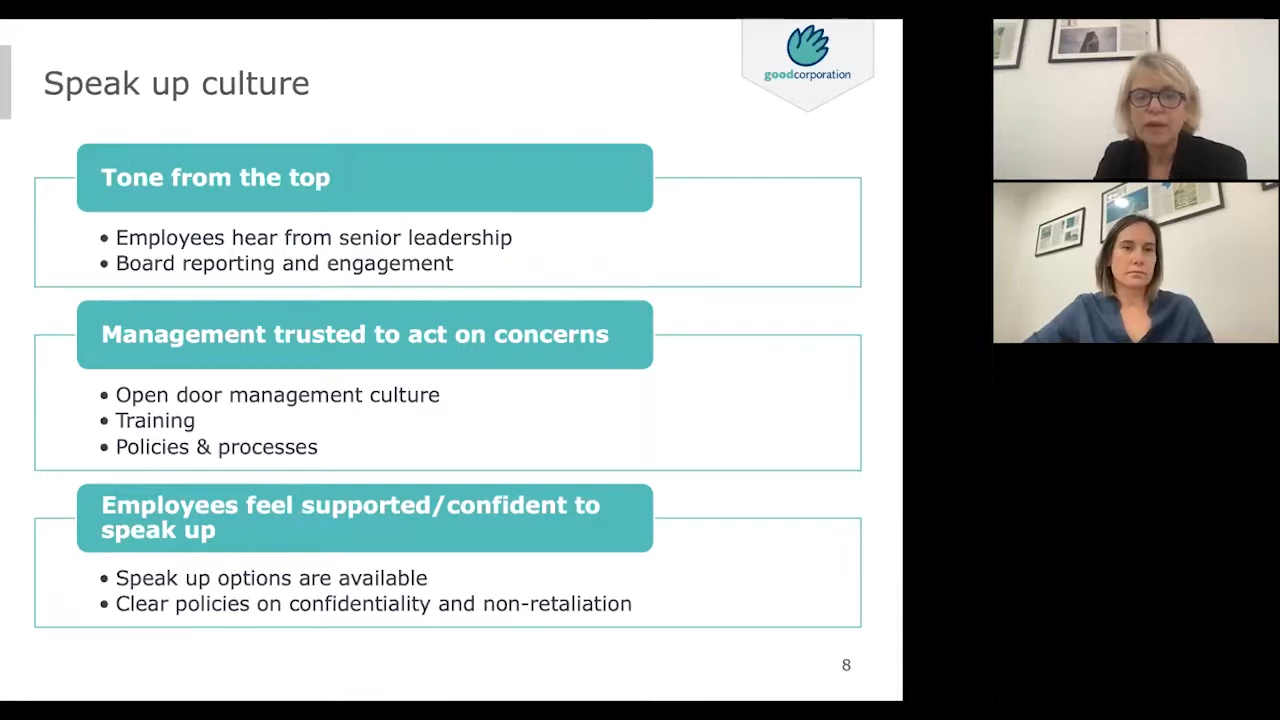 Speak up culture
goodcorporation
Tone from the top
• Employees hear from senior leadership
• Board reporting and engagement
Management trusted to act on concerns
• Open door management culture
• Training
• Policies & processes
Employees feel supported/confident to
speak up
• Speak up options are available
• Clear policies on confidentiality and non-retaliation
8